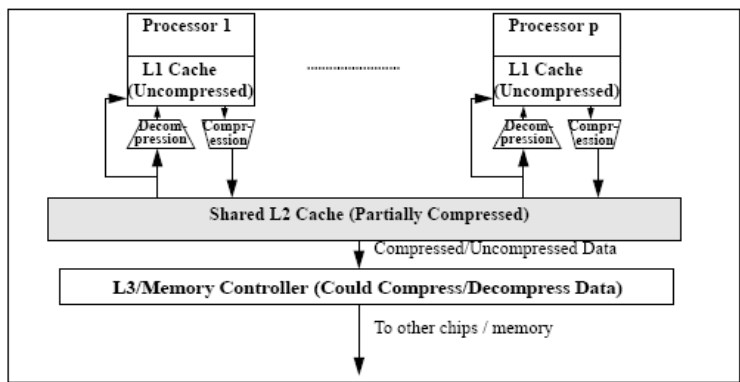 Processor 1
L1 Cache
(Uncompressed)
Decom-
pression
Compr-
ession
Processor p
L1 Cache
(Uncompressed)
Decom-
pression
Compr-
ession
Shared L2 Cache (Partially Compressed)
Compressed/Uncompressed Data
L3/Memory Controller (Could Compress/Decompress Data)
To other chips / memory